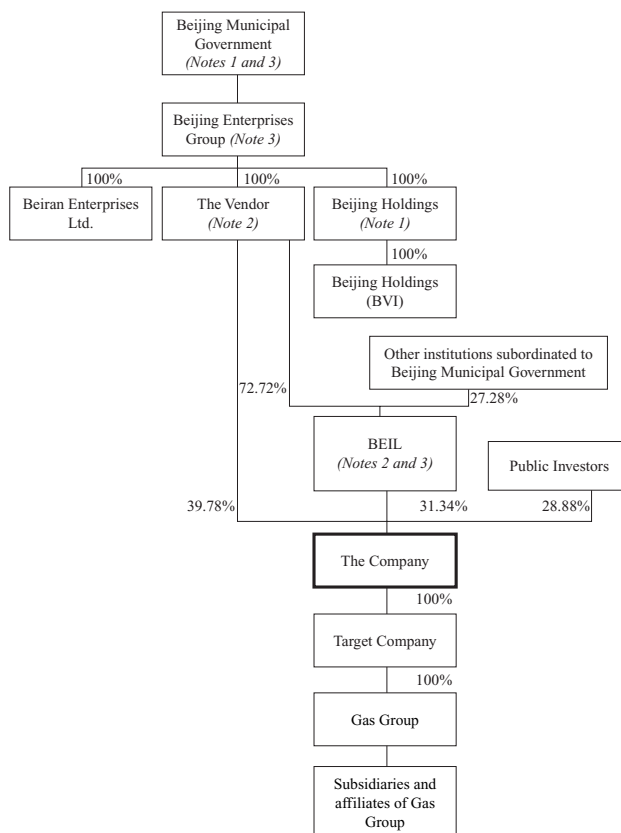 Beijing Municipal
Government
(Notes 1 and 3)
Beijing Enterprises
Group (Note 3)
100%
100%
100%
Beiran Enterprises
Ltd.
The Vendor
(Note 2)
Beijing Holdings
(Note 1)
100%
Beijing Holdings
(BVI)
Other institutions subordinated to
Beijing Municipal Government
72.72%
27.28%
BEIL
(Notes 2 and 3)
Public Investors
39.78%
31.34%
28.88%
The Company
100%
Target Company
100%
Gas Group
Subsidiaries and
affiliates of Gas
Group